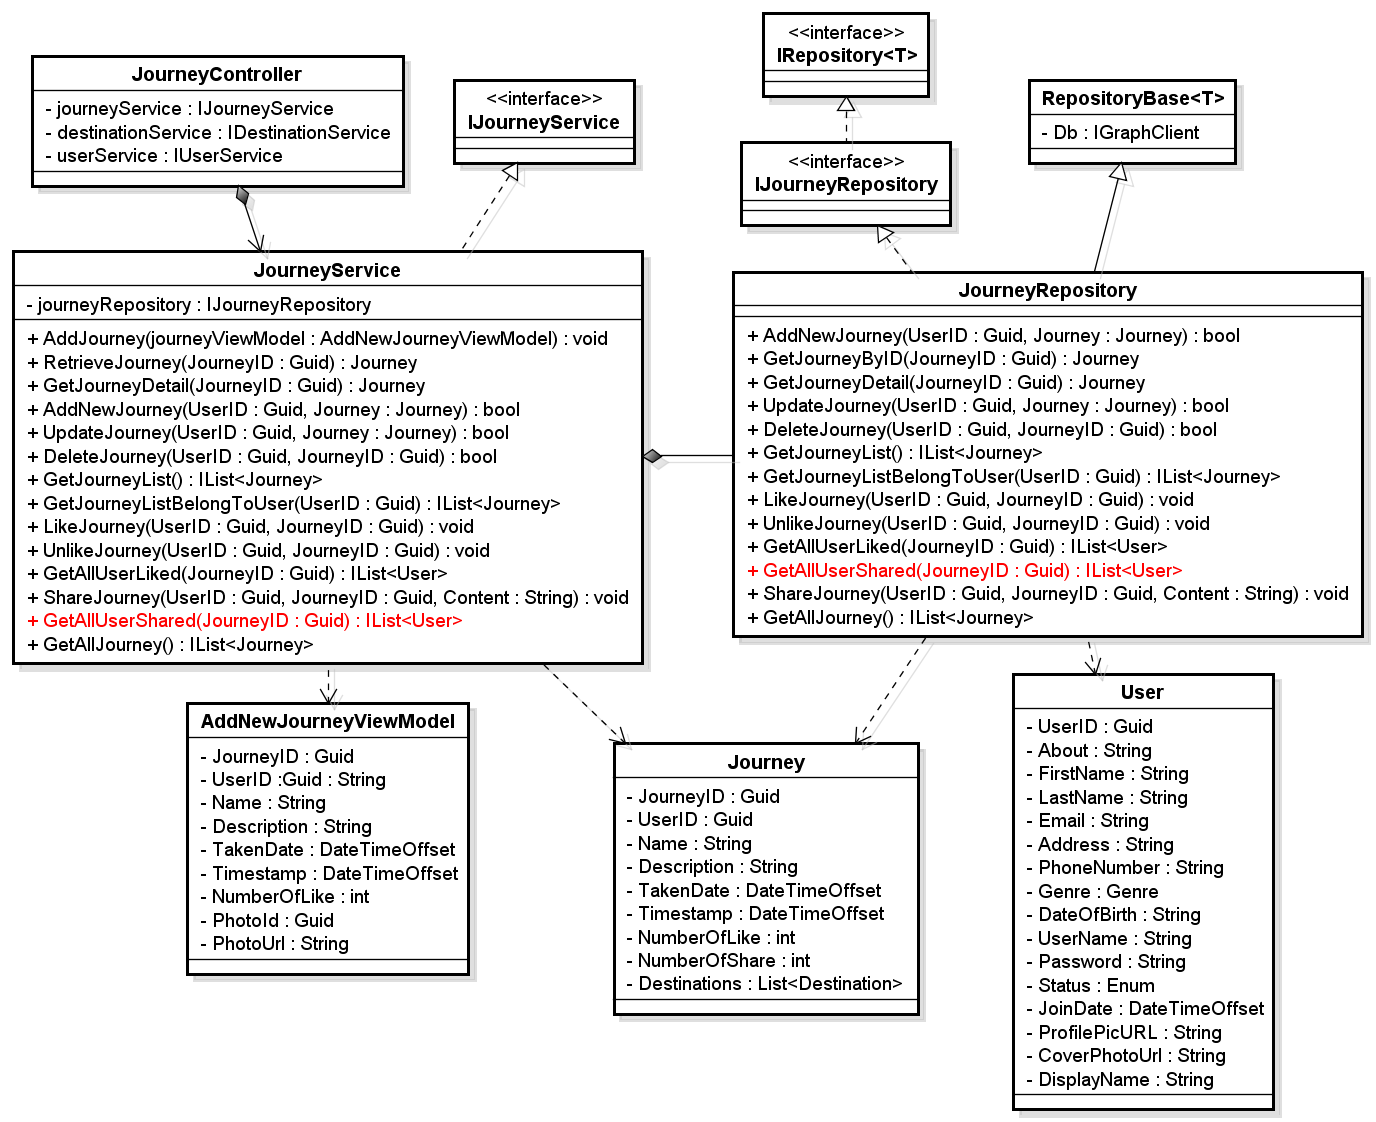 JourneyController
- journeyService : IJourneyService
- destinationService : IDestinationService
- userService : IUserService
<<interface>>
IJourneyService
<<interface>>
IRepository<T>
<<interface>>
IJourneyRepository
RepositoryBase<T>
- Db : IGraphClient
JourneyService
- journeyRepository : IJourneyRepository
+ AddJourney(journeyViewModel : AddNewJourneyViewModel) : void
+ RetrieveJourney(JourneyID : Guid) : Journey
+ GetJourneyDetail(JourneyID : Guid) : Journey
+ AddNewJourney(UserID : Guid, Journey : Journey) : bool
+ UpdateJourney(UserID : Guid, Journey : Journey) : bool
+ DeleteJourney(UserID : Guid, JourneyID : Guid) : bool
+ GetJourneyList() : IList<Journey>
+ GetJourneyListBelongToUser(UserID : Guid) : IList<Journey>
+ LikeJourney(UserID : Guid, JourneyID : Guid) : void
+ UnlikeJourney(UserID : Guid, JourneyID : Guid) : void
+ GetAllUserLiked(JourneyID : Guid) : IList<User>
+ ShareJourney(UserID : Guid, JourneyID : Guid, Content : String) : void
+ GetAllUserShared(JourneyID : Guid) : IList<User>
+ GetAllJourney() : IList<Journey>
JourneyRepository
+ AddNewJourney(UserID : Guid, Journey : Journey) : bool
+ GetJourneyByID(JourneyID : Guid) : Journey
+ GetJourneyDetail(JourneyID : Guid) : Journey
+ UpdateJourney(UserID : Guid, Journey : Journey) : bool
+ DeleteJourney(UserID : Guid, JourneyID : Guid) : bool
+ GetJourneyList() : IList<Journey>
+ GetJourneyListBelongToUser(UserID : Guid) : IList<Journey>
+ LikeJourney(UserID : Guid, JourneyID : Guid) : void
+ UnlikeJourney(UserID : Guid, JourneyID : Guid) : void
+ GetAllUserLiked(JourneyID : Guid) : IList<User>
+ GetAllUserShared(JourneyID : Guid) : IList<User>
+ ShareJourney(UserID : Guid, JourneyID : Guid, Content : String) : void
+ GetAllJourney() : IList<Journey>
AddNewJourneyViewModel
- JourneyID : Guid
- UserID :Guid : String
- Name : String
- Description : String
- TakenDate : DateTimeOffset
- Timestamp : DateTimeOffset
- NumberOfLike : int
- PhotoId : Guid
- PhotoUrl : String
Journey
- JourneyID : Guid
- UserID : Guid
- Name : String
- Description : String
- TakenDate : DateTimeOffset
- Timestamp : DateTimeOffset
- NumberOfLike : int
- NumberOfShare : int
- Destinations : List<Destination>
User
- UserID : Guid
- About : String
- FirstName : String
- LastName : String
- Email : String
- Address : String
- PhoneNumber : String
- Genre : Genre
- DateOfBirth : String
- UserName : String
- Password : String
- Status : Enum
- JoinDate : DateTimeOffset
- ProfilePicURL : String
- CoverPhotoUrl : String
- DisplayName : String